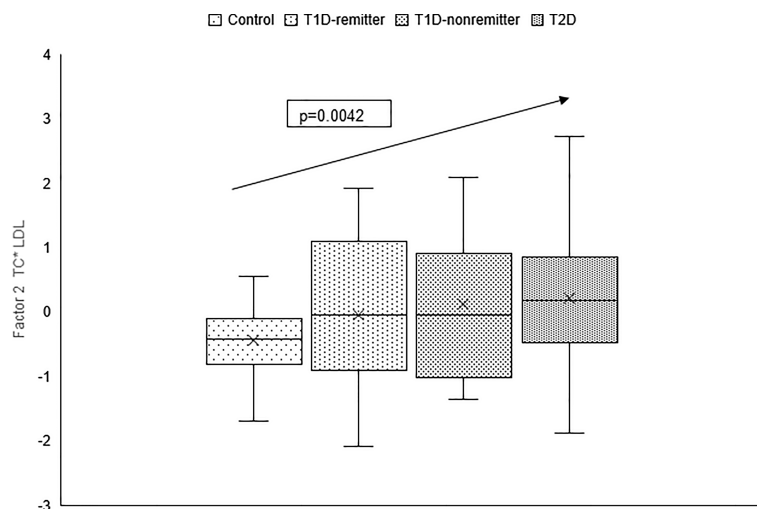 Control T1D-remitter T1D-nonremitter T2D
4
p=0.0042
3
2
1
Factor 2 TC* LDL
0
-1
-2
-3